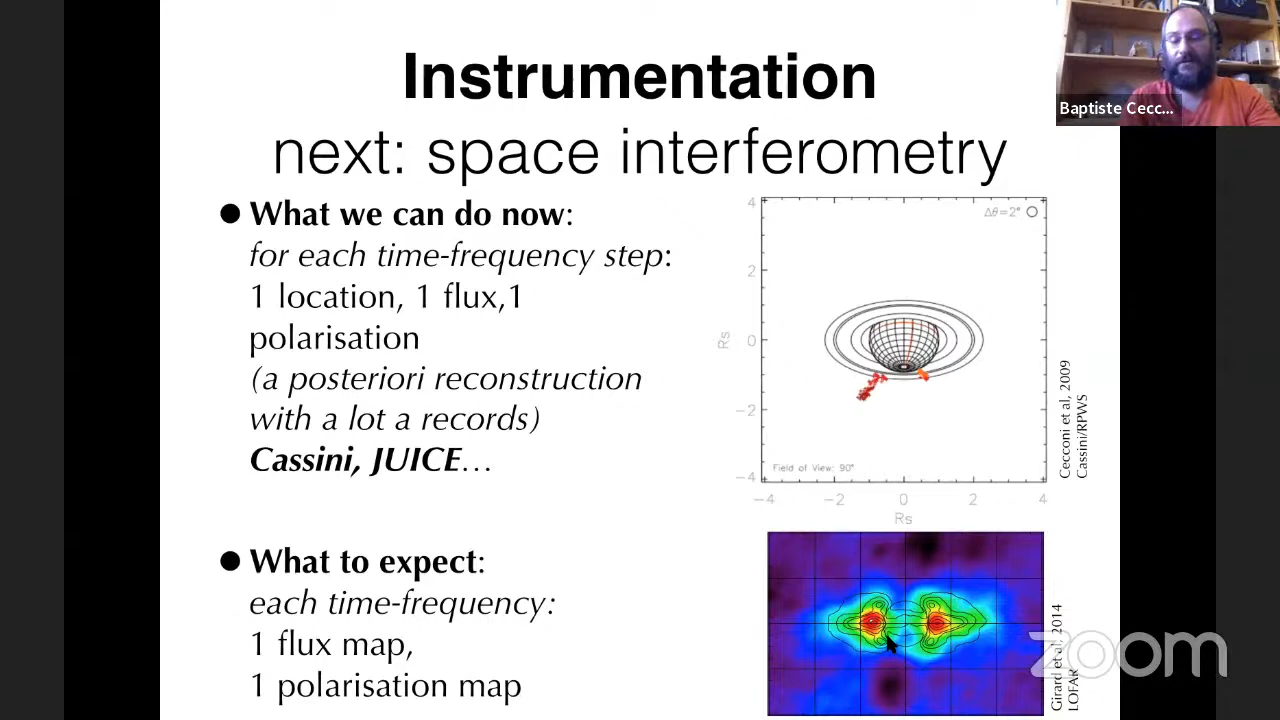 Instrumentation
next: space interferometry
Baptiste Cecc...
● What we can do now:
for each time-frequency step:
1 location, 1 flux,1
polarisation
(a posteriori reconstruction
with a lot a records)
Cassini, JUICE…
4
2
0
−2
−4
Rs
Δθ=2°
Field of View: 90°
−4 −2 0 2 4
Rs
Cecconi et al, 2009
Cassini/RPWS
● What to expect:
each time-frequency:
1 flux map,
1 polarisation map
Girard et al, 2014
LOFAR
zoom